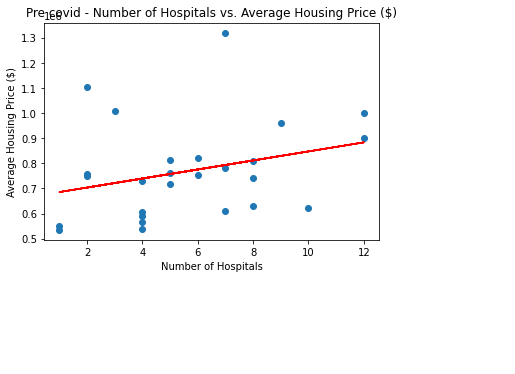 Pre covid - Number of Hospitals vs. Average Housing Price ($)
1e6
1.3
1.2
1.1
1.0
0.9
0.8
0.7
0.6
0.5
Average Housing Price ($)
2 4 6 8 10 12
Number of Hospitals